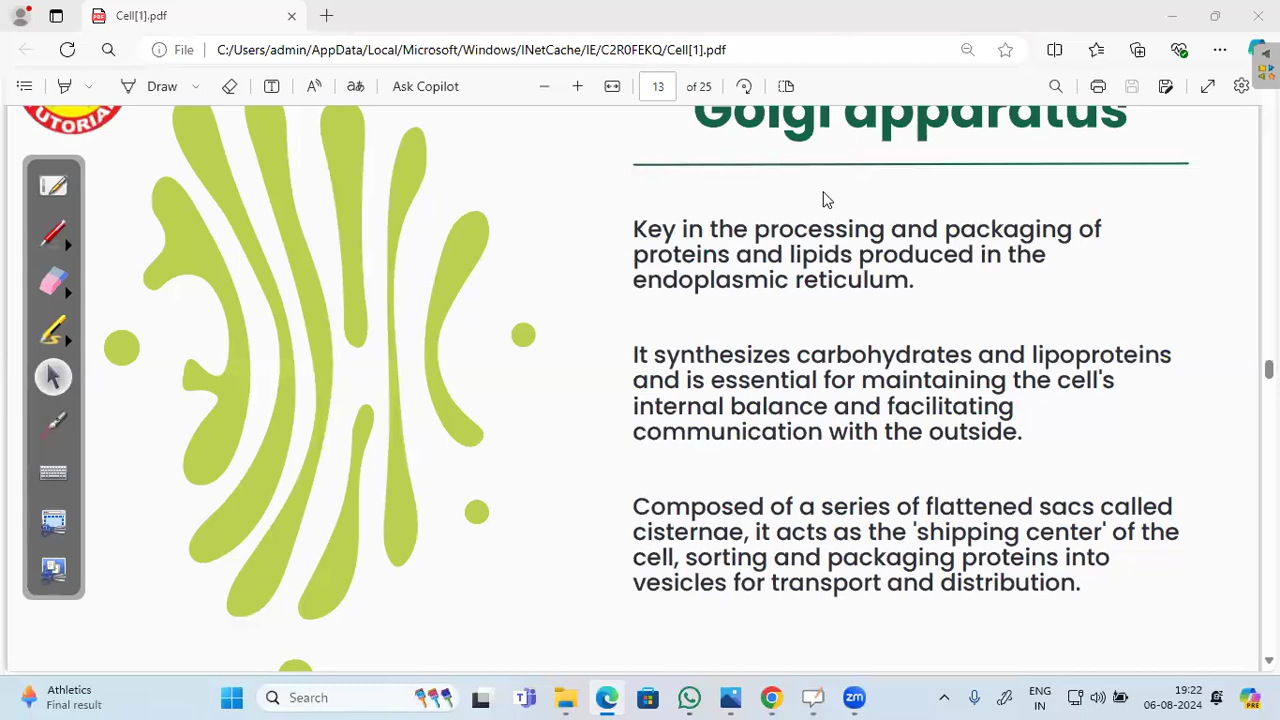 Cell[1].pdf
File
C:/Users/admin/AppData/Local/Microsoft/Windows/INetCache/IE/C2R0FEKQ/Cell[1].pdf
Draw
Ask Copilot
13 of 25
UTORIA
Golgi apparatus
Key in the processing and packaging of
proteins and lipids produced in the
endoplasmic reticulum.
It synthesizes carbohydrates and lipoproteins
and is essential for maintaining the cell's
internal balance and facilitating
communication with the outside.
Composed of a series of flattened sacs called
cisternae, it acts as the 'shipping center' of the
cell, sorting and packaging proteins into
vesicles for transport and distribution.
Athletics
Final result
Search
ENG
IN
19:22
06-08-2024
PRE